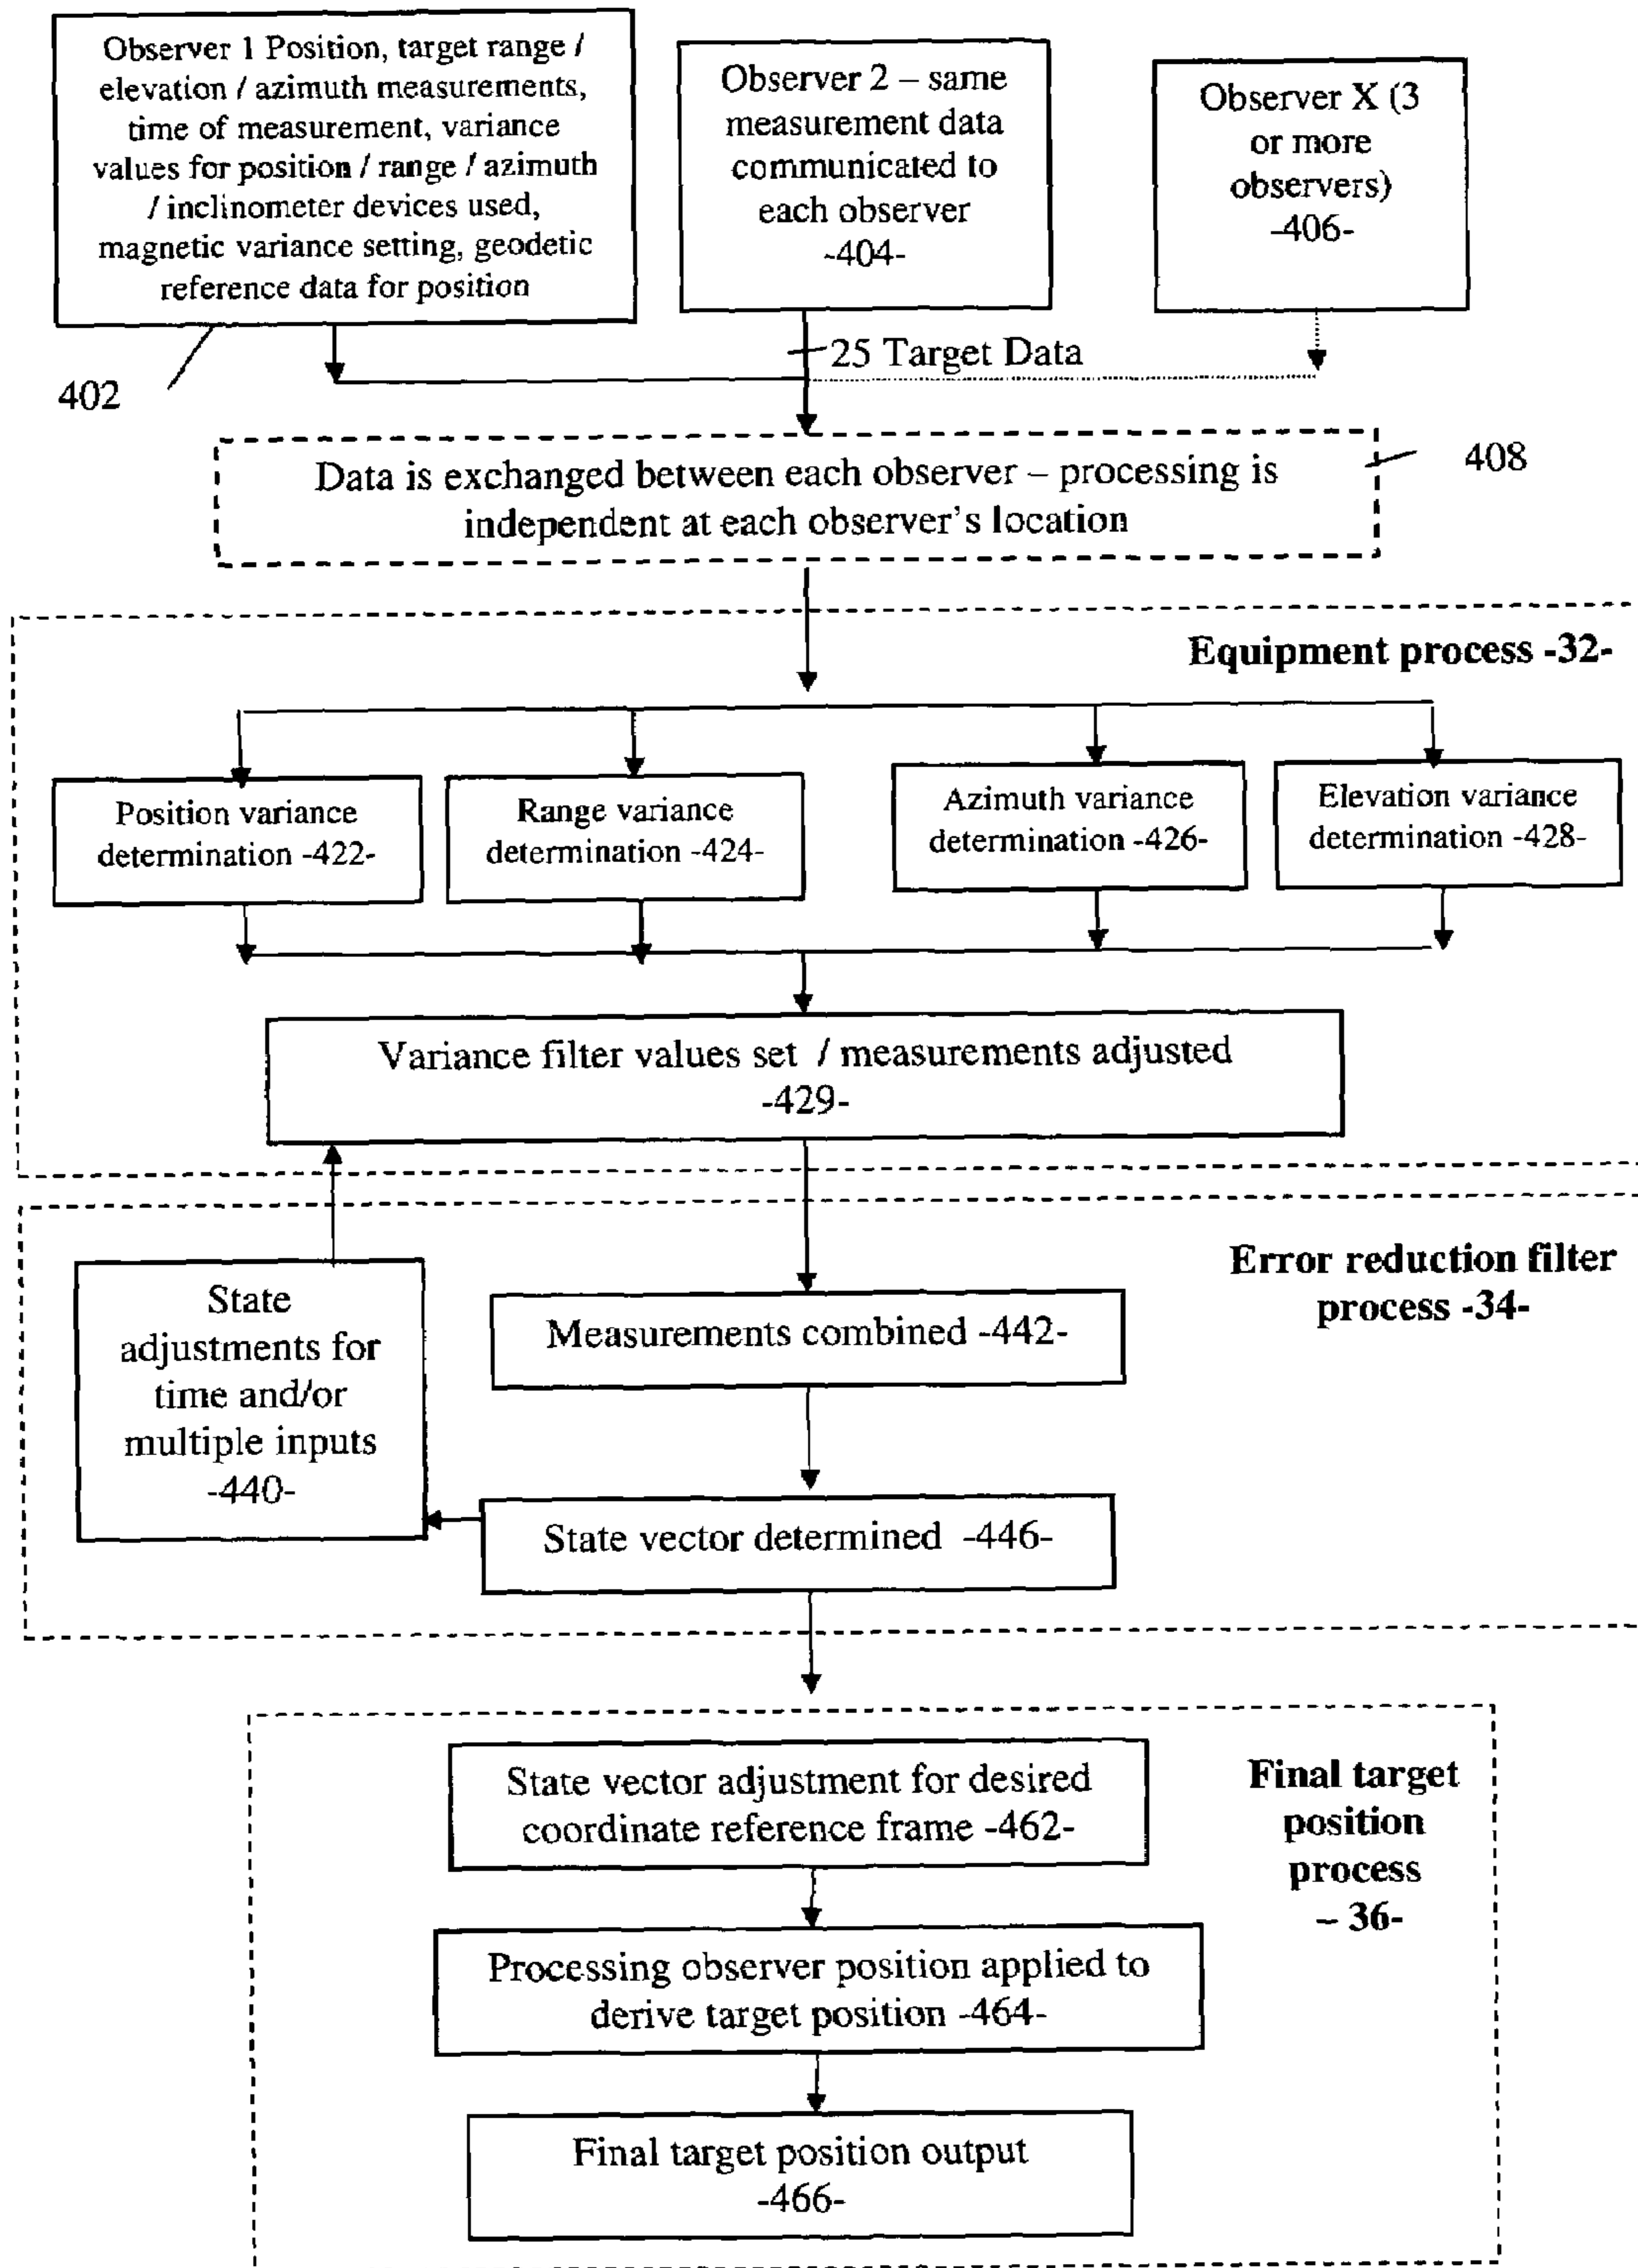 Observer 1 Position, target range /
elevation / azimuth measurements,
time of measurement, variance
values for position / range / azimuth
/ inclinometer devices used,
magnetic variance setting, geodetic
reference data for position
402
Observer 2 – same
measurement data
communicated to
each observer
-404-
Observer X (3
or more
observers)
-406-
25 Target Data
Data is exchanged between each observer – processing is
independent at each observer's location
408
Equipment process -32-
Position variance
determination -422-
Range variance
determination -424-
Azimuth variance
determination -426-
Elevation variance
determination -428-
Variance filter values set / measurements adjusted
-429-
Error reduction filter
process -34-
State
adjustments for
time and/or
multiple inputs
-440-
Measurements combined -442-
State vector determined -446-
Final target
position
process
– 36-
State vector adjustment for desired
coordinate reference frame -462-
Processing observer position applied to
derive target position -464-
Final target position output
-466-